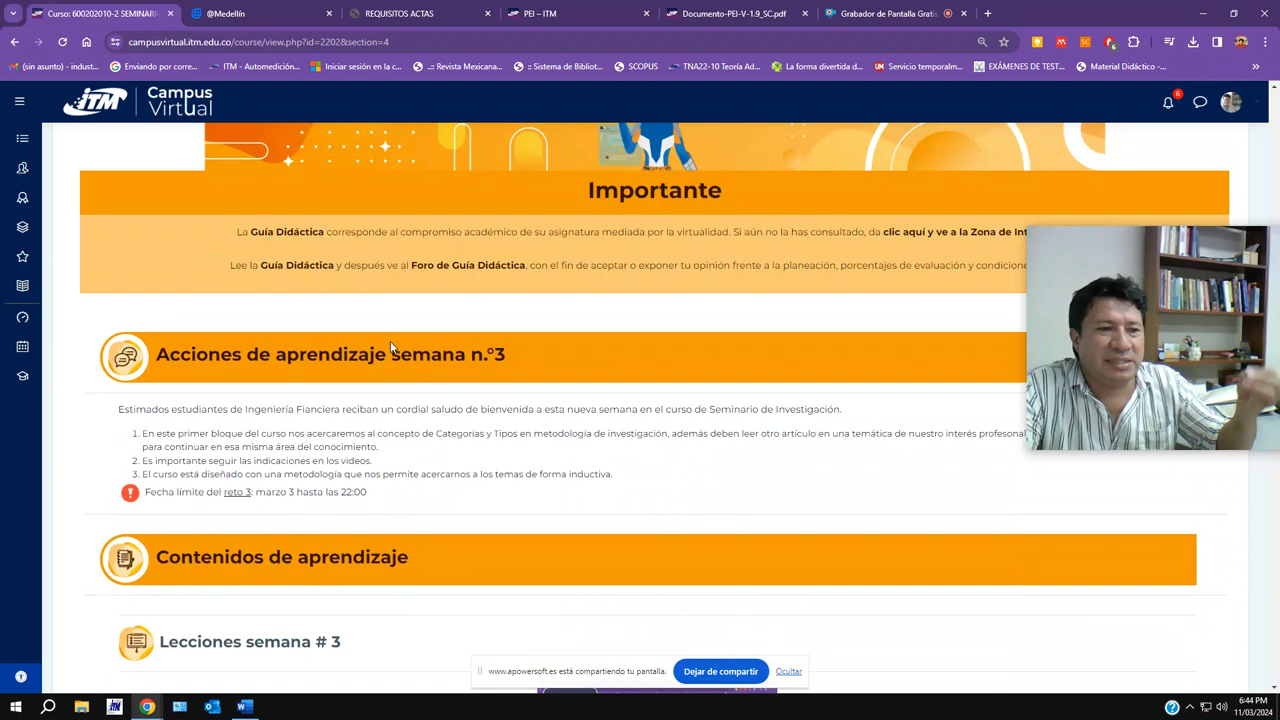 Curso: 600202010-2 SEMINARI
@Medellín
REQUISITOS ACTAS
PEI – ITM
Documento-PEI-V-1.9_SC.pdf
Grabador de Pantalla Gratis
campusvirtual.itm.edu.co/course/view.php?id=2202&section=4
(sin asunto) - indust...
Enviando por corre...
ITM - Automedición...
Iniciar sesión en la c...
..:: Revista Mexicana...
:: Sistema de Bibliot...
SCOPUS
TNA22-10 Teoría Ad...
La forma divertida d...
Servicio temporalm...
EXÁMENES DE TEST...
Material Didáctico -...
iTM Campus Virtual
6
Importante
La Guía Didáctica corresponde al compromiso académico de su asignatura mediada por la virtualidad. Si aún no la has consultado, da clic aquí y ve a la Zona de Int
Lee la Guía Didáctica y después ve al Foro de Guía Didáctica, con el fin de aceptar o exponer tu opinión frente a la planeación, porcentajes de evaluación y condicione
Acciones de aprendizaje semana n.°3
Estimados estudiantes de Ingeniería Fianciera reciban un cordial saludo de bienvenida a esta nueva semana en el curso de Seminario de Investigación.
1. En este primer bloque del curso nos acercaremos al concepto de Categorías y Tipos en metodología de investigación, además deben leer otro artículo en una temática de nuestro interés profesonal
para continuar en esa misma área del conocimiento.
2. Es importante seguir las indicaciones en los videos.
3. El curso está diseñado con una metodología que nos permite acercarnos a los temas de forma inductiva.
Fecha límite del reto 3: marzo 3 hasta las 22:00
Contenidos de aprendizaje
Lecciones semana # 3
www.apowersoft.es está compartiendo tu pantalla.
Dejar de compartir
Ocultar
6:44 PM
11/03/2024